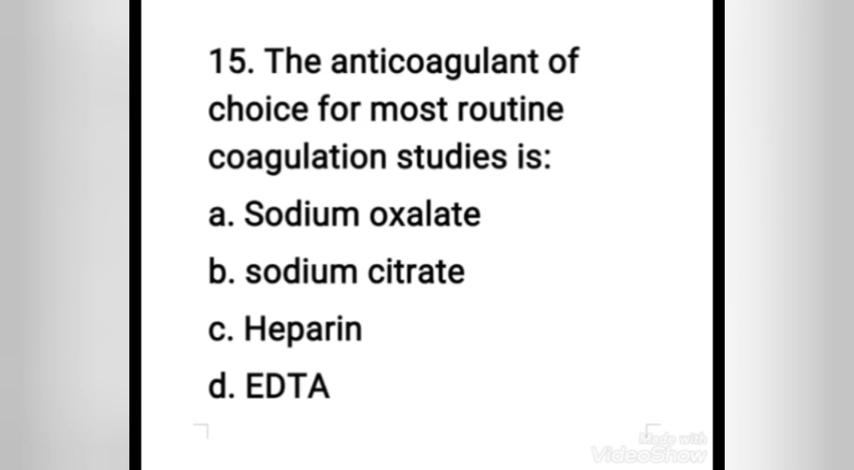 15. The anticoagulant of
choice for most routine
coagulation studies is:
a. Sodium oxalate
b. sodium citrate
c. Heparin
d. EDTA
Made with
VideoShow